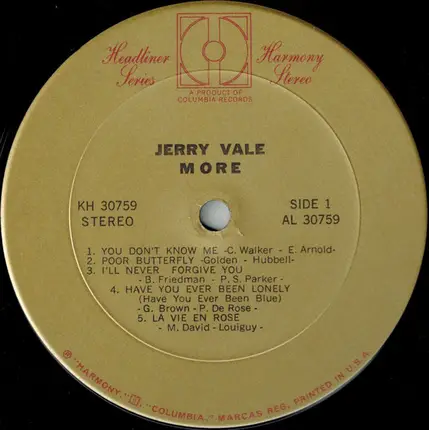 Headliner Series
Harmony Stereo
A PRODUCT OF
COLUMBIA RECORDS
JERRY VALE
MORE
KH 30759
STEREO
SIDE 1
AL 30759
1. YOU DON'T KNOW ME -C. Walker - E. Arnold-
2. POOR BUTTERFLY -Golden - Hubbell-
3. I'LL NEVER FORGIVE YOU
- B. Friedman - P. S. Parker -
4. HAVE YOU EVER BEEN LONELY
(Have You Ever Been Blue)
- G. Brown - P. De Rose -
5. LA VIE EN ROSE
- M. David - Louiguy -
℗ "HARMONY," "COLUMBIA," MARCAS REG. PRINTED IN U.S.A.